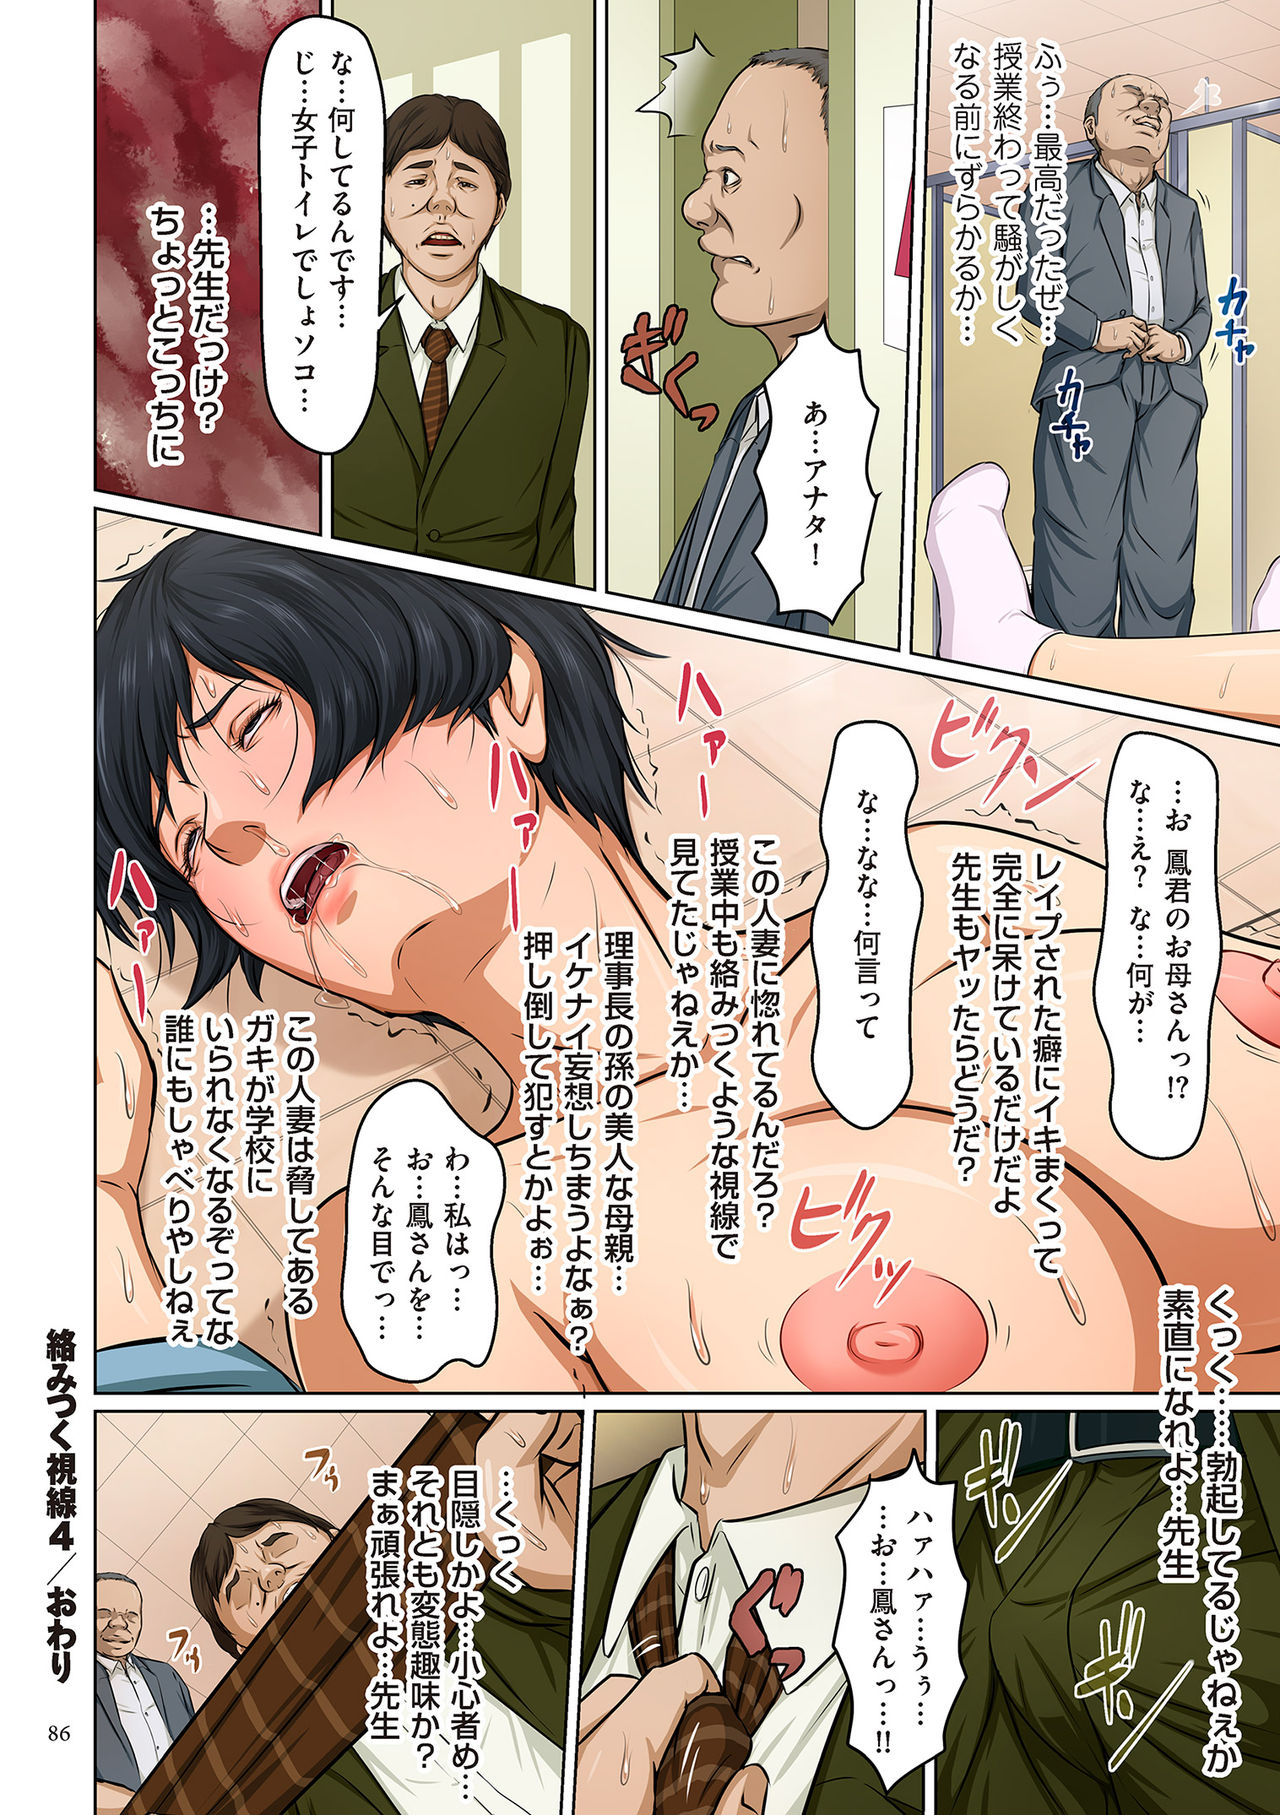 ふぅ…最高だったぜ…
授業終わって騒がしく
なる前にずらかるか…
カチャ
カチャ
あ…アナタ！
ぎくっ
な…何してるんです…
じ…女子トイレでしょソコ…
…先生だっけ？
ちょっとこっちに
…お 鳳君のお母さんっ!?
な…え？な…何が…
レイプされた癖にイキまくって
完全に呆けているだけだよ
先生もヤッたらどうだ？
ビクン
な…なな…何言って
この人妻に惚れてるんだろ？
授業中も絡みつくような視線で
見てたじゃねえか…
ハァー
ハァー
ハァー
理事長の孫の美人な母親…
イケナイ妄想しちまうよなぁ？
押し倒して犯すとかよぉ…
わ…私はっ…
お…鳳さんを…
そんな目でっ…
この人妻は脅してある
ガキが学校に
いられなくなるぞってな
誰にもしゃべりやしねぇ
ビクッ
くっく……勃起してるじゃねぇか
素直になれよ…先生
ギンッ
ギンッ
ハァハァ…うぅ…
…お…鳳さんっ…!!
ぐっ
…くっく
目隠しかよ…小心者め…
それとも変態趣味か？
まぁ頑張れよ…先生
フゥ
フゥ
絡みつく視線4／おわり
86